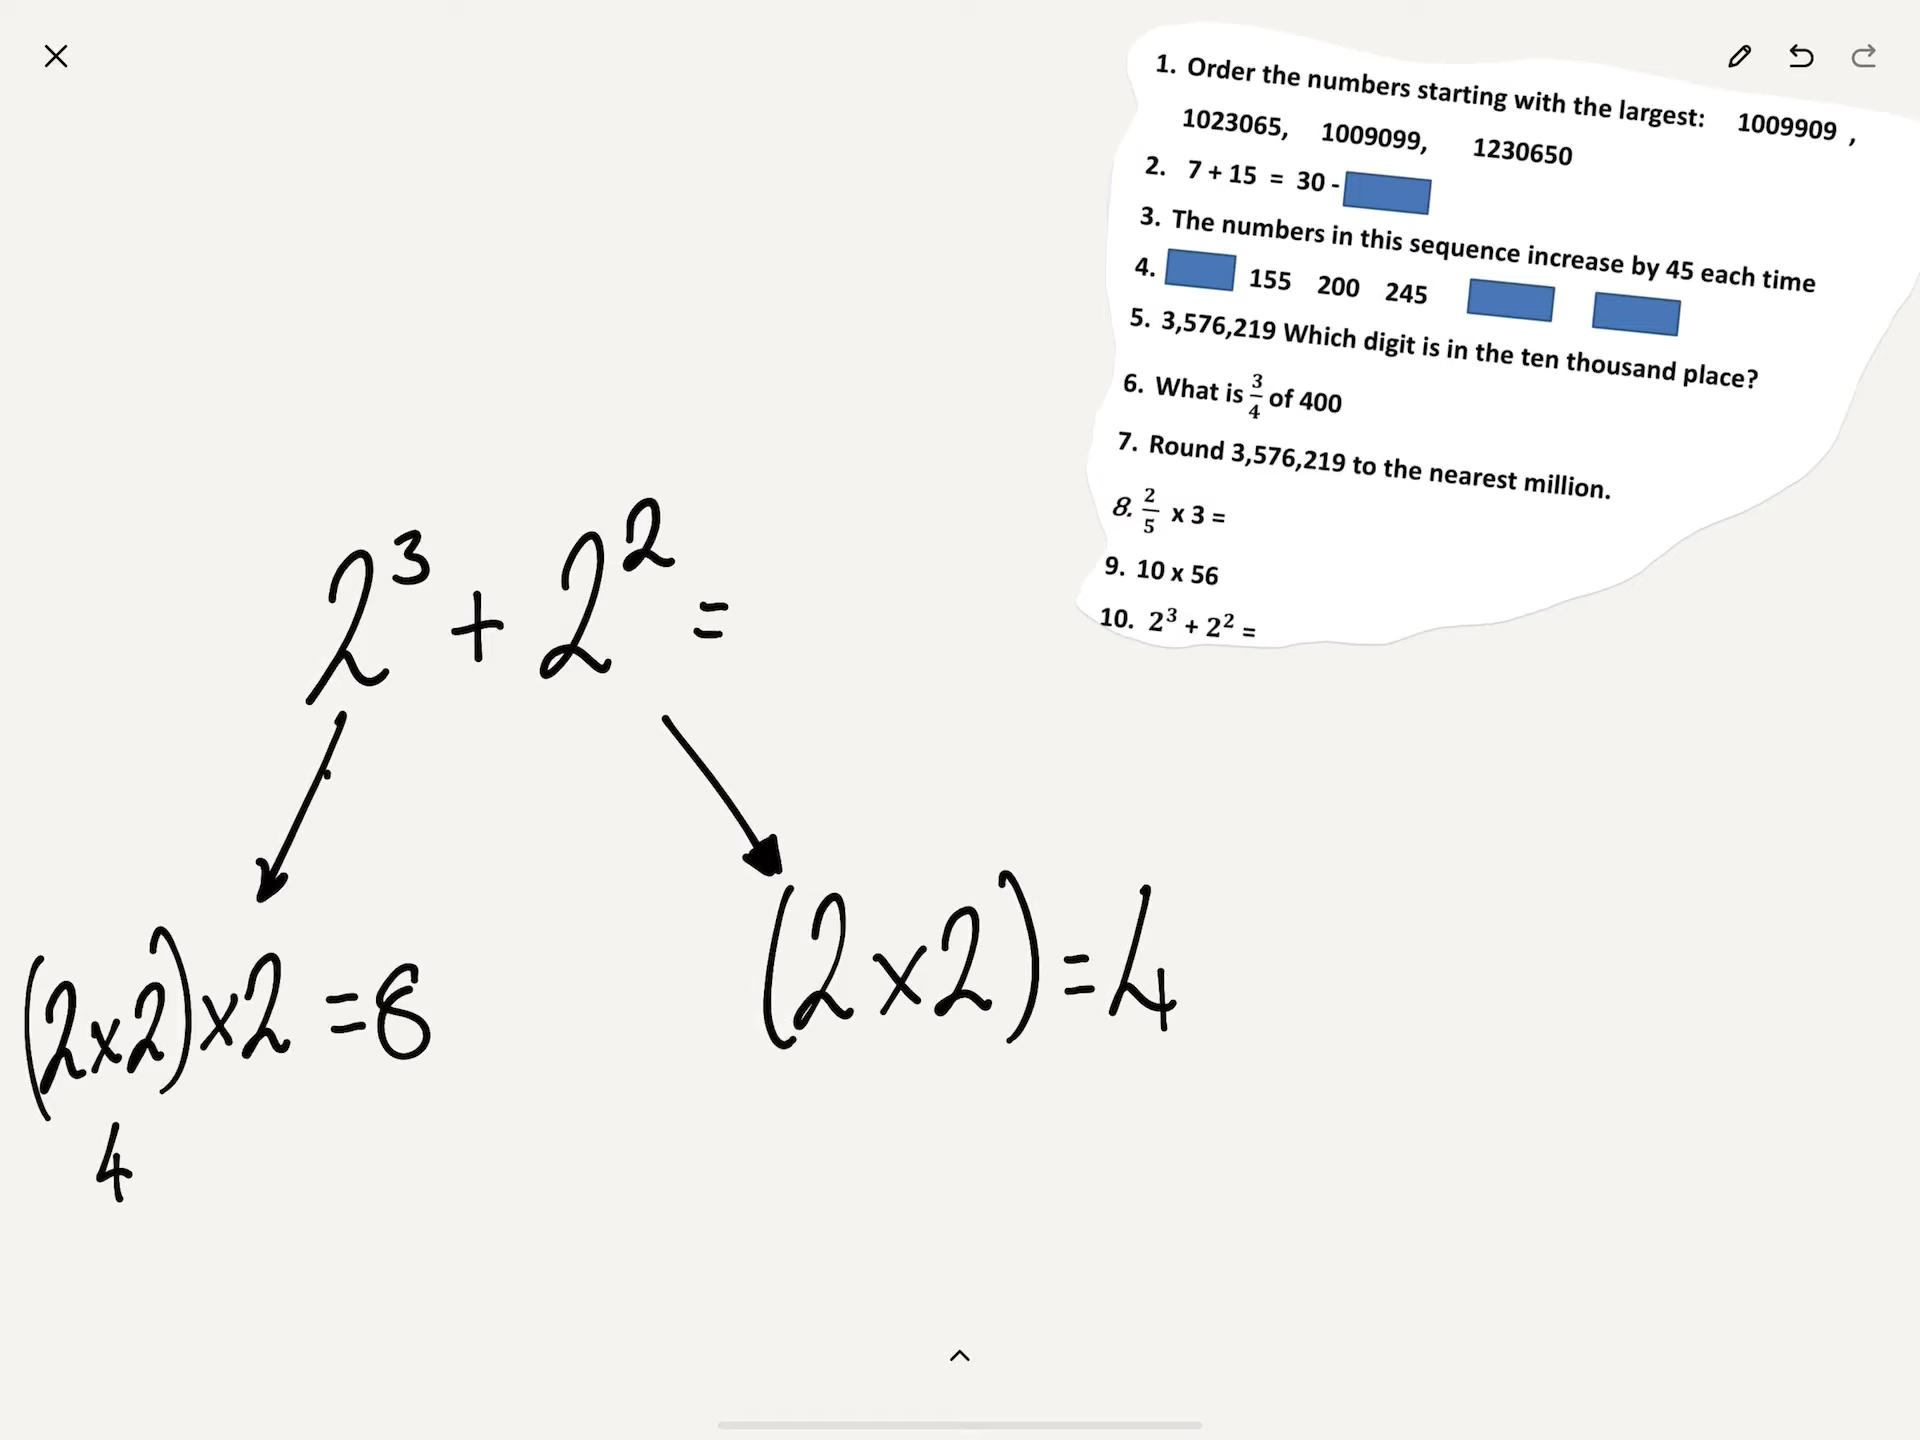 1. Order the numbers starting with the largest: 1009909 ,
1023065, 1009099, 1230650
2. 7 + 15 = 30 -
3. The numbers in this sequence increase by 45 each time
4. 155 200 245
5. 3,576,219 Which digit is in the ten thousand place?
6. What is 3/4 of 400
7. Round 3,576,219 to the nearest million.
8. 2/5 x 3 =
9. 10 x 56
10. 2³ + 2² =
2³ + 2² =
(2x2)x2 =8
4
(2x2)=4